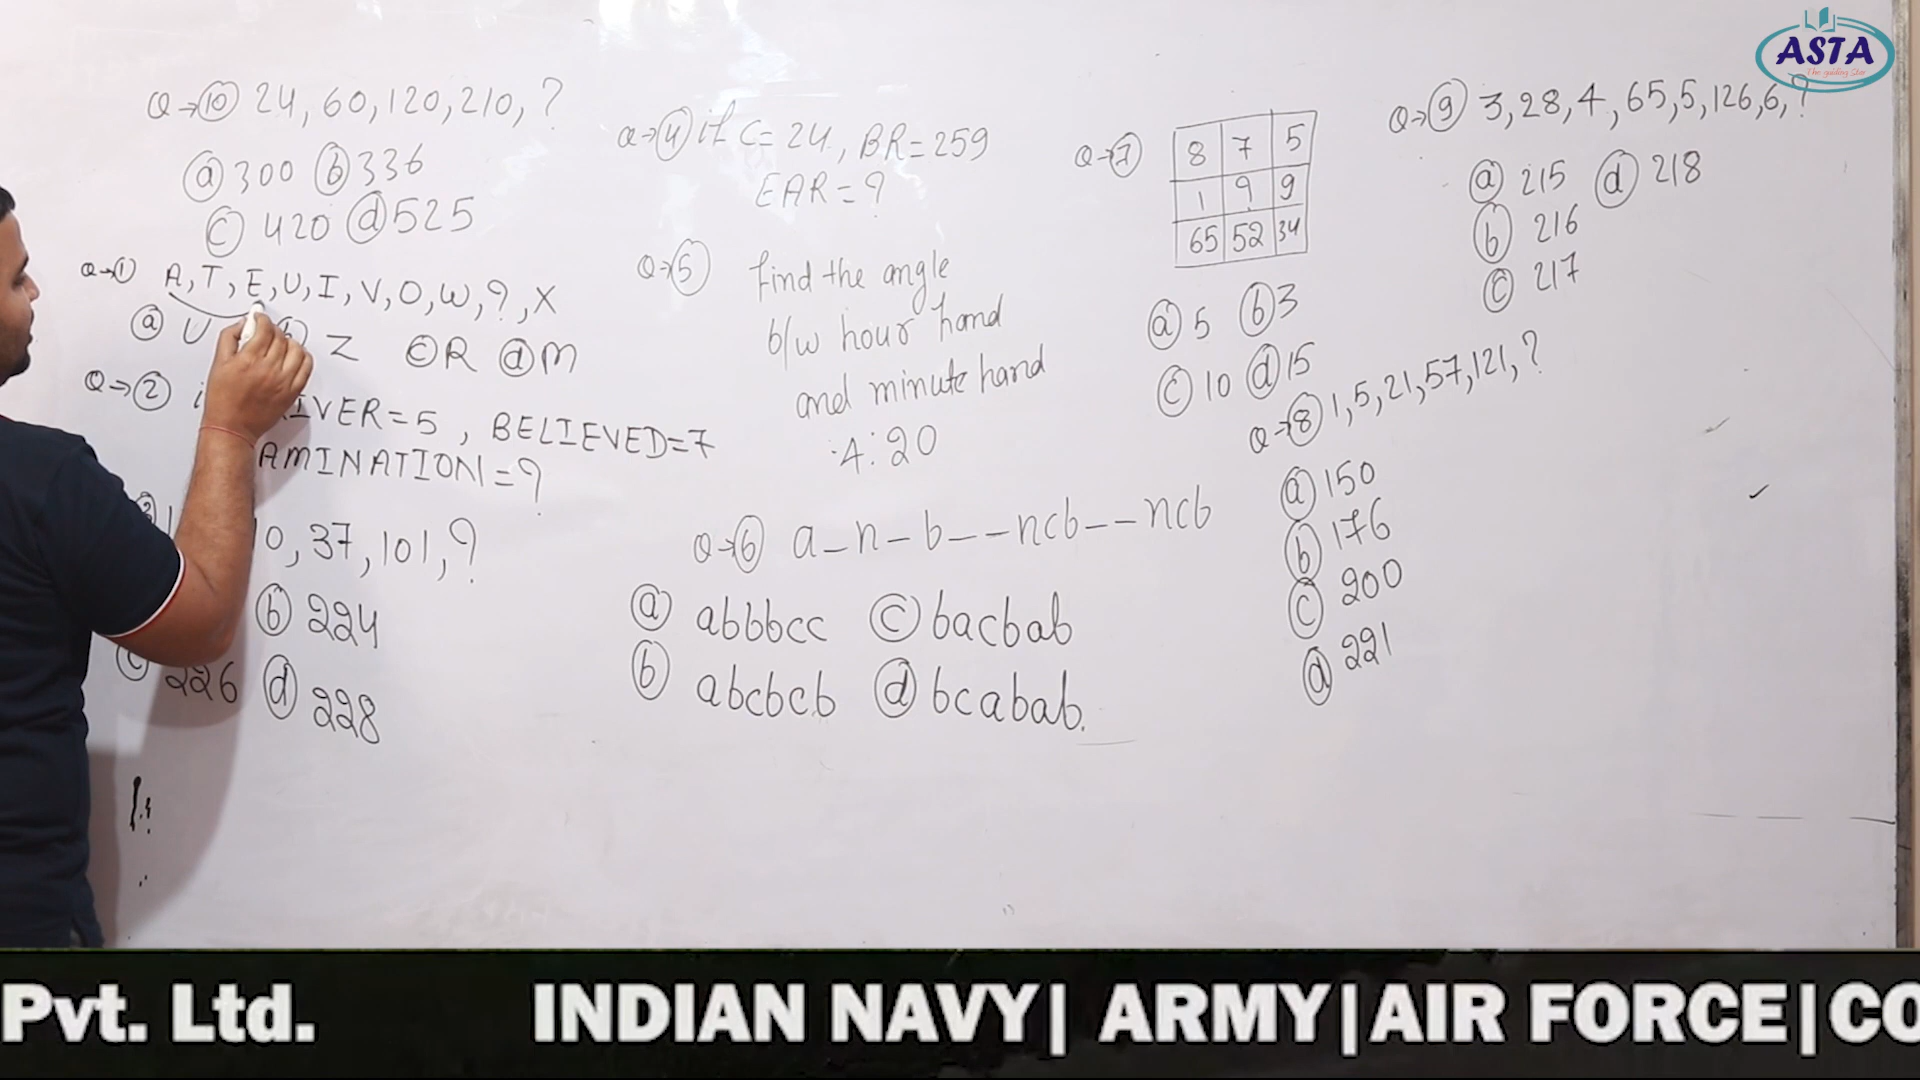 Q→⑩ 24, 60, 120, 210, ?
ⓐ 300 ⓑ 336
ⓒ 420 ⓓ 525
Q→① A, T, E, U, I, V, O, W, ?, X
ⓐ U ⓑ Z ⓒ R ⓓ M
Q→② IVER=5, BELIEVED=7
AMINATION=?
0, 37, 101, ?
ⓑ 224
ⓒ 226 ⓓ 228
Q→④ if C=24, BR=259
EAR=?
Q→⑤ Find the angle
b/w hour hand
and minute hand
4:20
Q→⑥ a_n_b__ncb__ncb
ⓐ abbbcc ⓒ bacbab
ⓑ abcbcb ⓓ bcabab.
Q→⑦
8 7 5
1 ? 9
65 52 34
ⓐ 5 ⓑ 3
ⓒ 10 ⓓ 15
Q→⑧ 1, 5, 21, 57, 121, ?
ⓐ 150
ⓑ 176
ⓒ 200
ⓓ 221
Q→⑨ 3, 28, 4, 65, 5, 126, 6, ?
ⓐ 215 ⓓ 218
ⓑ 216
ⓒ 217
ASTA
The guiding Star
Pvt. Ltd. INDIAN NAVY| ARMY|AIR FORCE|CO